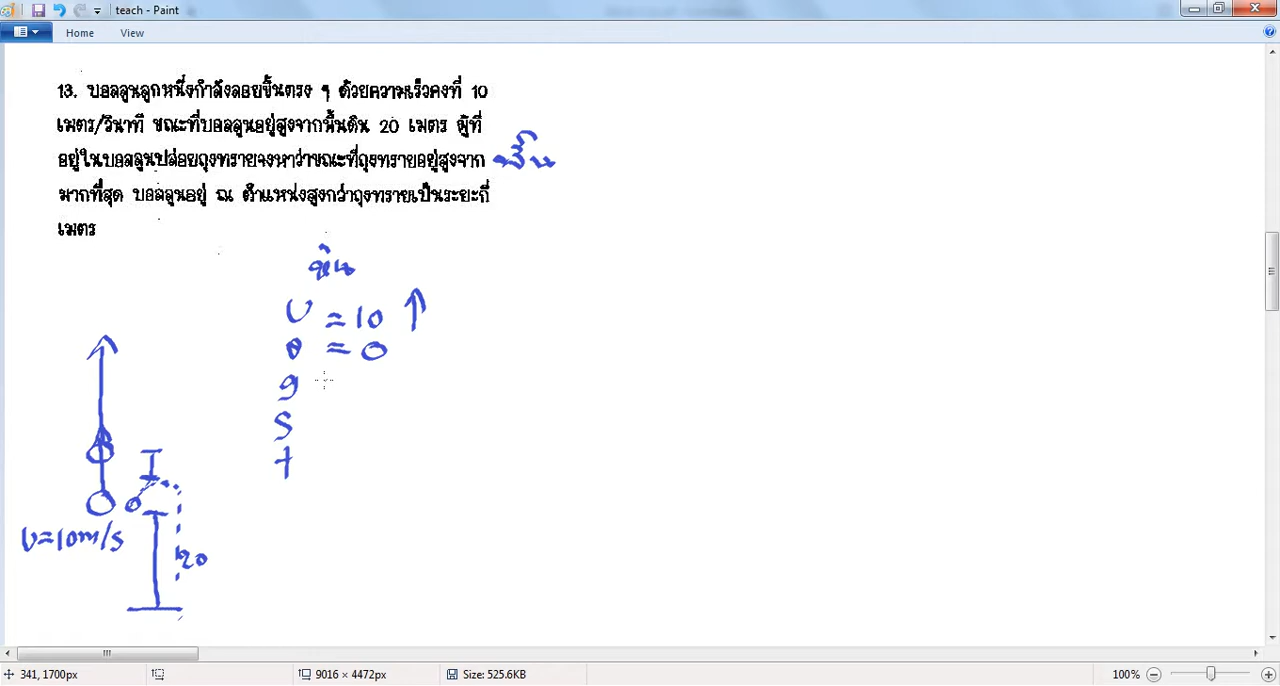 teach - Paint
Home View
13. บอลลูนลูกหนึ่งกำลังลอยขึ้นตรง ๆ ด้วยความเร็วคงที่ 10
เมตร/วินาที ขณะที่บอลลูนอยู่สูงจากพื้นดิน 20 เมตร ผู้ที่
อยู่ในบอลลูนปล่อยถุงทรายจงหาว่าขณะที่ถุงทรายอยู่สูงจาก
มากที่สุด บอลลูนอยู่ ณ ตำแหน่งสูงกว่าถุงทรายเป็นระยะกี่
เมตร
U = 10
= 0
g
S
t
U=10m/s
20
341, 1700px
9016 × 4472px
Size: 525.6KB
100%